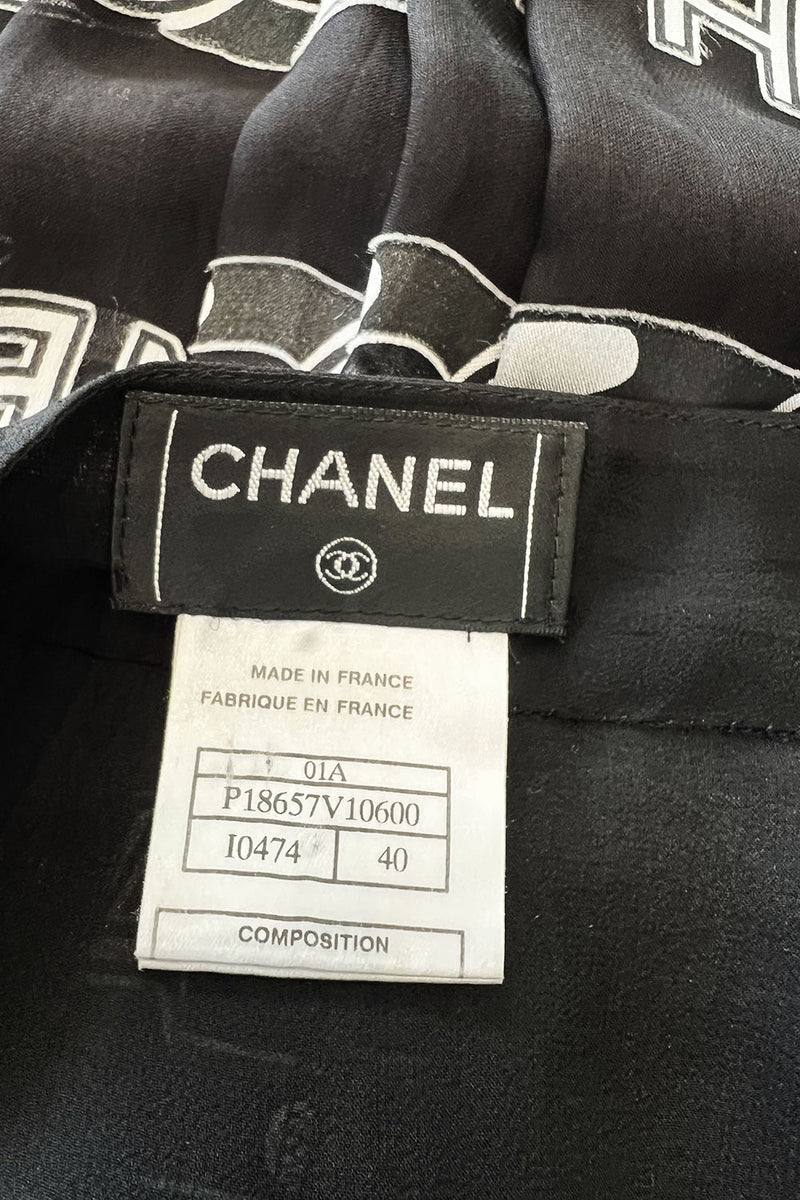 CHANEL
MADE IN FRANCE
FABRIQUE EN FRANCE
01A
P18657V10600
I0474 40
COMPOSITION